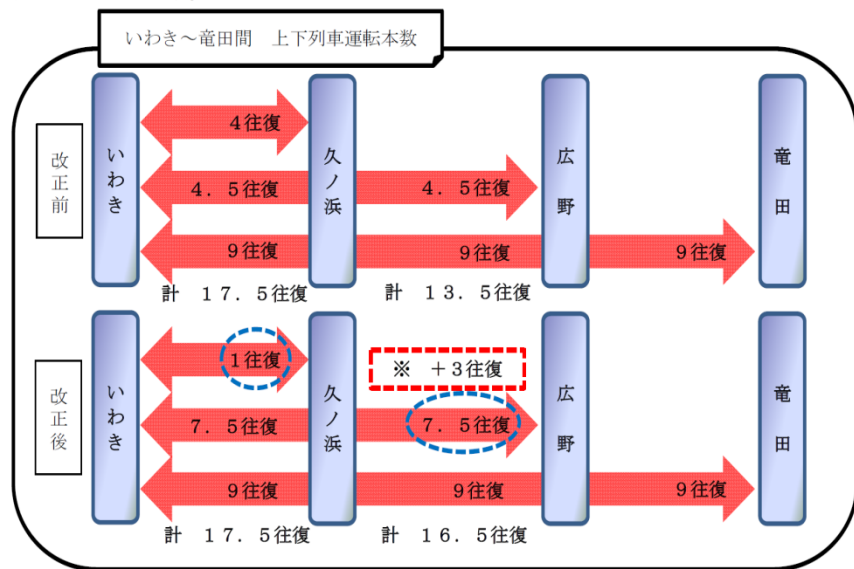 いわき～竜田間　上下列車運転本数
改正前
いわき
久ノ浜
広野
竜田
4往復
4．5往復
4．5往復
9往復
9往復
9往復
計　１７．５往復
計　１３．５往復
改正後
いわき
久ノ浜
広野
竜田
1往復
※　＋3往復
7．5往復
7．5往復
9往復
9往復
9往復
計　１７．５往復
計　１６．５往復